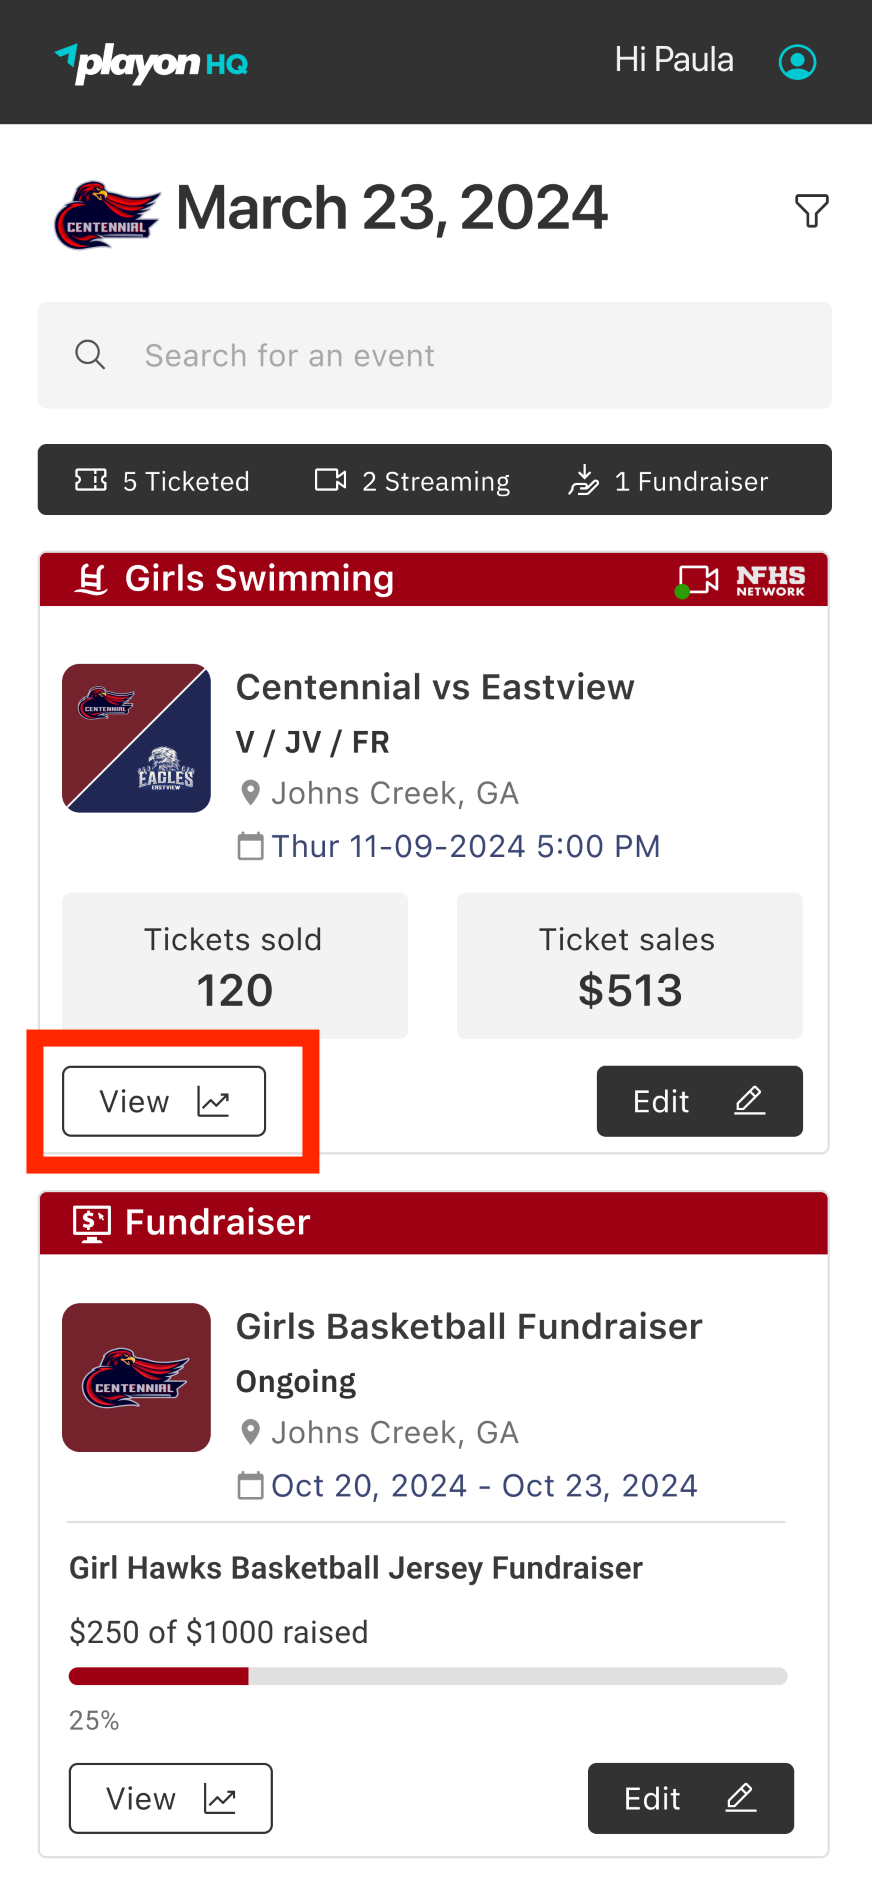 playon HQ
Hi Paula
CENTENNIAL
March 23, 2024
Search for an event
5 Ticketed
2 Streaming
1 Fundraiser
Girls Swimming
NFHS
NETWORK
CENTENNIAL
EAGLES
EASTVIEW
Centennial vs Eastview
V / JV / FR
Johns Creek, GA
Thur 11-09-2024 5:00 PM
Tickets sold
120
Ticket sales
$513
View
Edit
$
Fundraiser
CENTENNIAL
Girls Basketball Fundraiser
Ongoing
Johns Creek, GA
Oct 20, 2024 - Oct 23, 2024
Girl Hawks Basketball Jersey Fundraiser
$250 of $1000 raised
25%
View
Edit